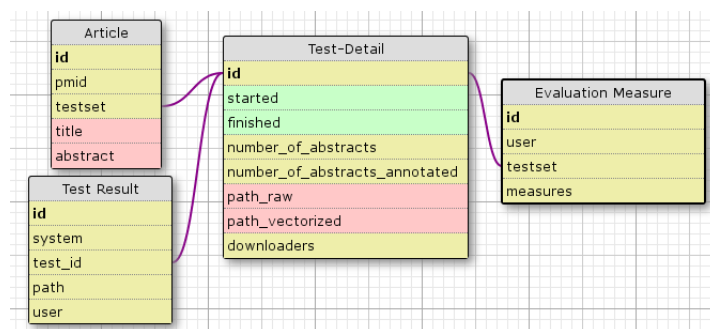 Article
id
pmid
testset
title
abstract
Test Result
id
system
test_id
path
user
Test-Detail
id
started
finished
number_of_abstracts
number_of_abstracts_annotated
path_raw
path_vectorized
downloaders
Evaluation Measure
id
user
testset
measures